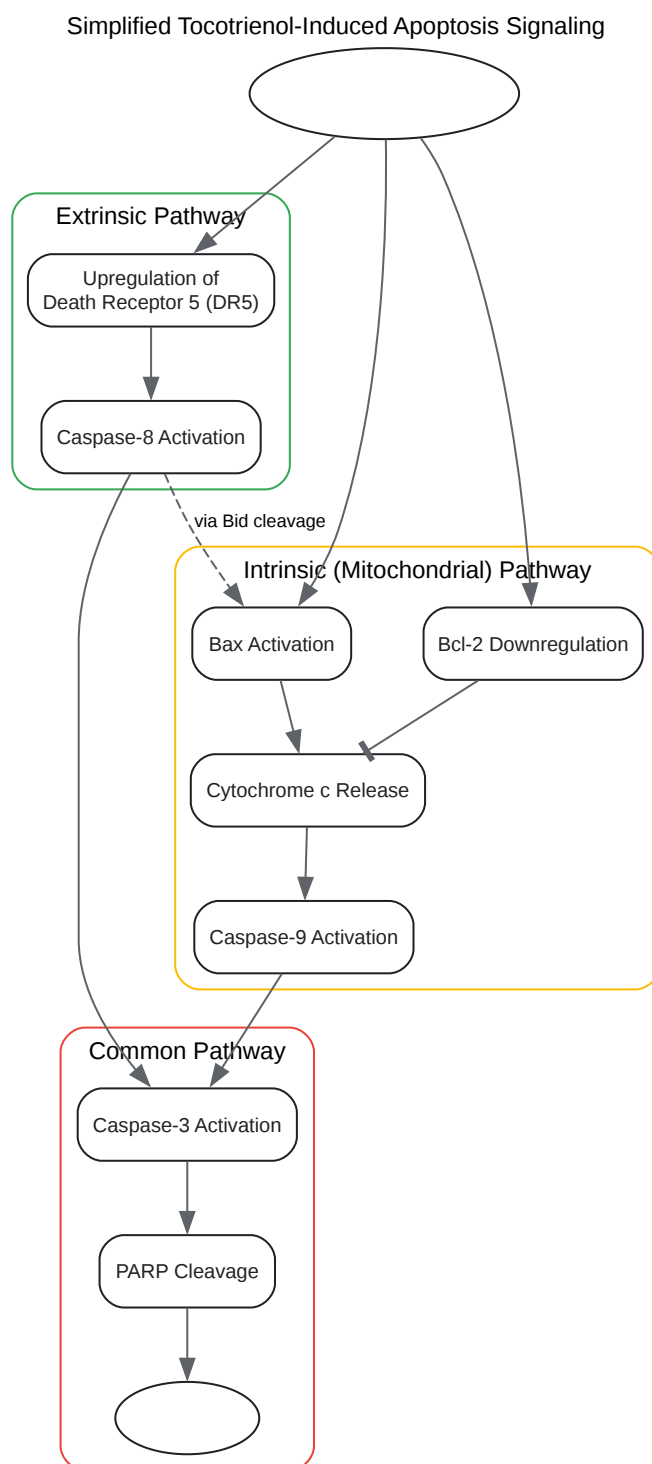 Simplified Tocotrienol-Induced Apoptosis Signaling
Extrinsic Pathway
Upregulation of
Death Receptor 5 (DR5)
Caspase-8 Activation
via Bid cleavage
Intrinsic (Mitochondrial) Pathway
Bax Activation
Bcl-2 Downregulation
Cytochrome c Release
Caspase-9 Activation
Common Pathway
Caspase-3 Activation
PARP Cleavage